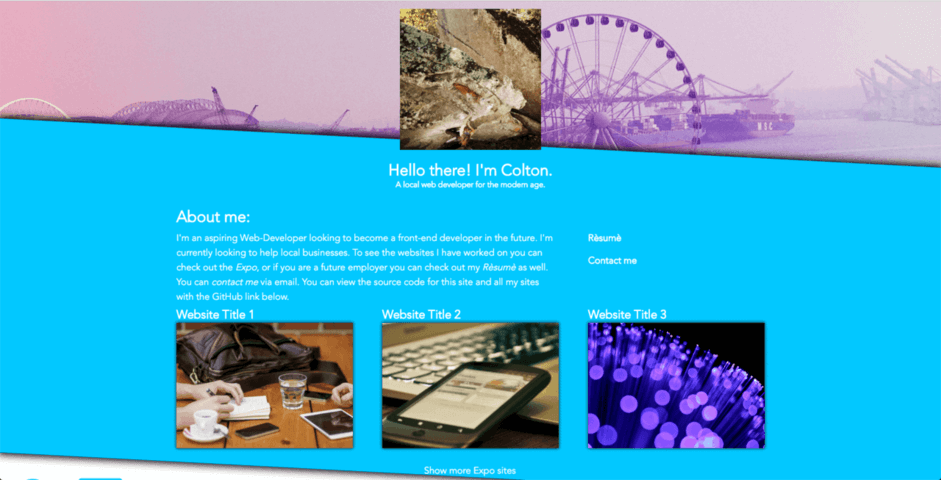 Hello there! I'm Colton.
A local web developer for the modern age.
About me:
I'm an aspiring Web-Developer looking to become a front-end developer in the future. I'm
currently looking to help local businesses. To see the websites I have worked on you can
check out the Expo, or if you are a future employer you can check out my Rèsumè as well.
You can contact me via email. You can view the source code for this site and all my sites
with the GitHub link below.
Rèsumè
Contact me
Website Title 1
Website Title 2
Website Title 3
Show more Expo sites